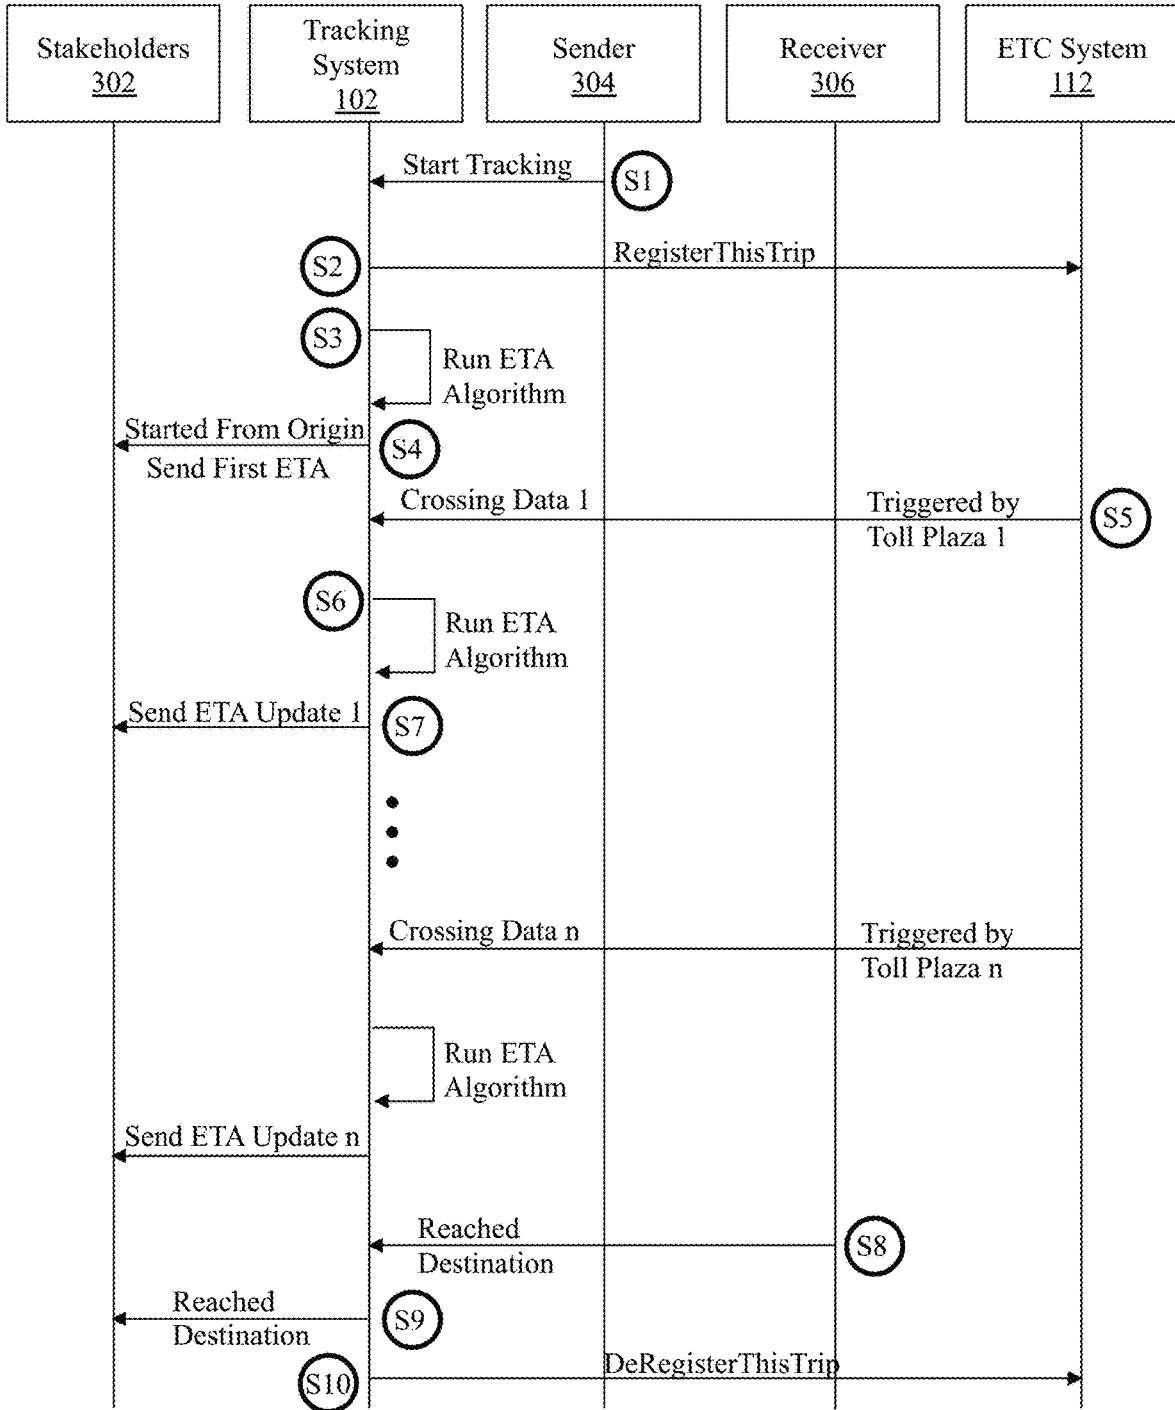 Stakeholders
302
Tracking
System
102
Sender
304
Receiver
306
ETC System
112
Start Tracking
S1
S2
RegisterThisTrip
S3
Run ETA
Algorithm
Started From Origin
Send First ETA
S4
Crossing Data 1
Triggered by
Toll Plaza 1
S5
S6
Run ETA
Algorithm
Send ETA Update 1
S7
Crossing Data n
Triggered by
Toll Plaza n
Run ETA
Algorithm
Send ETA Update n
Reached
Destination
S8
Reached
Destination
S9
S10
DeRegisterThisTrip